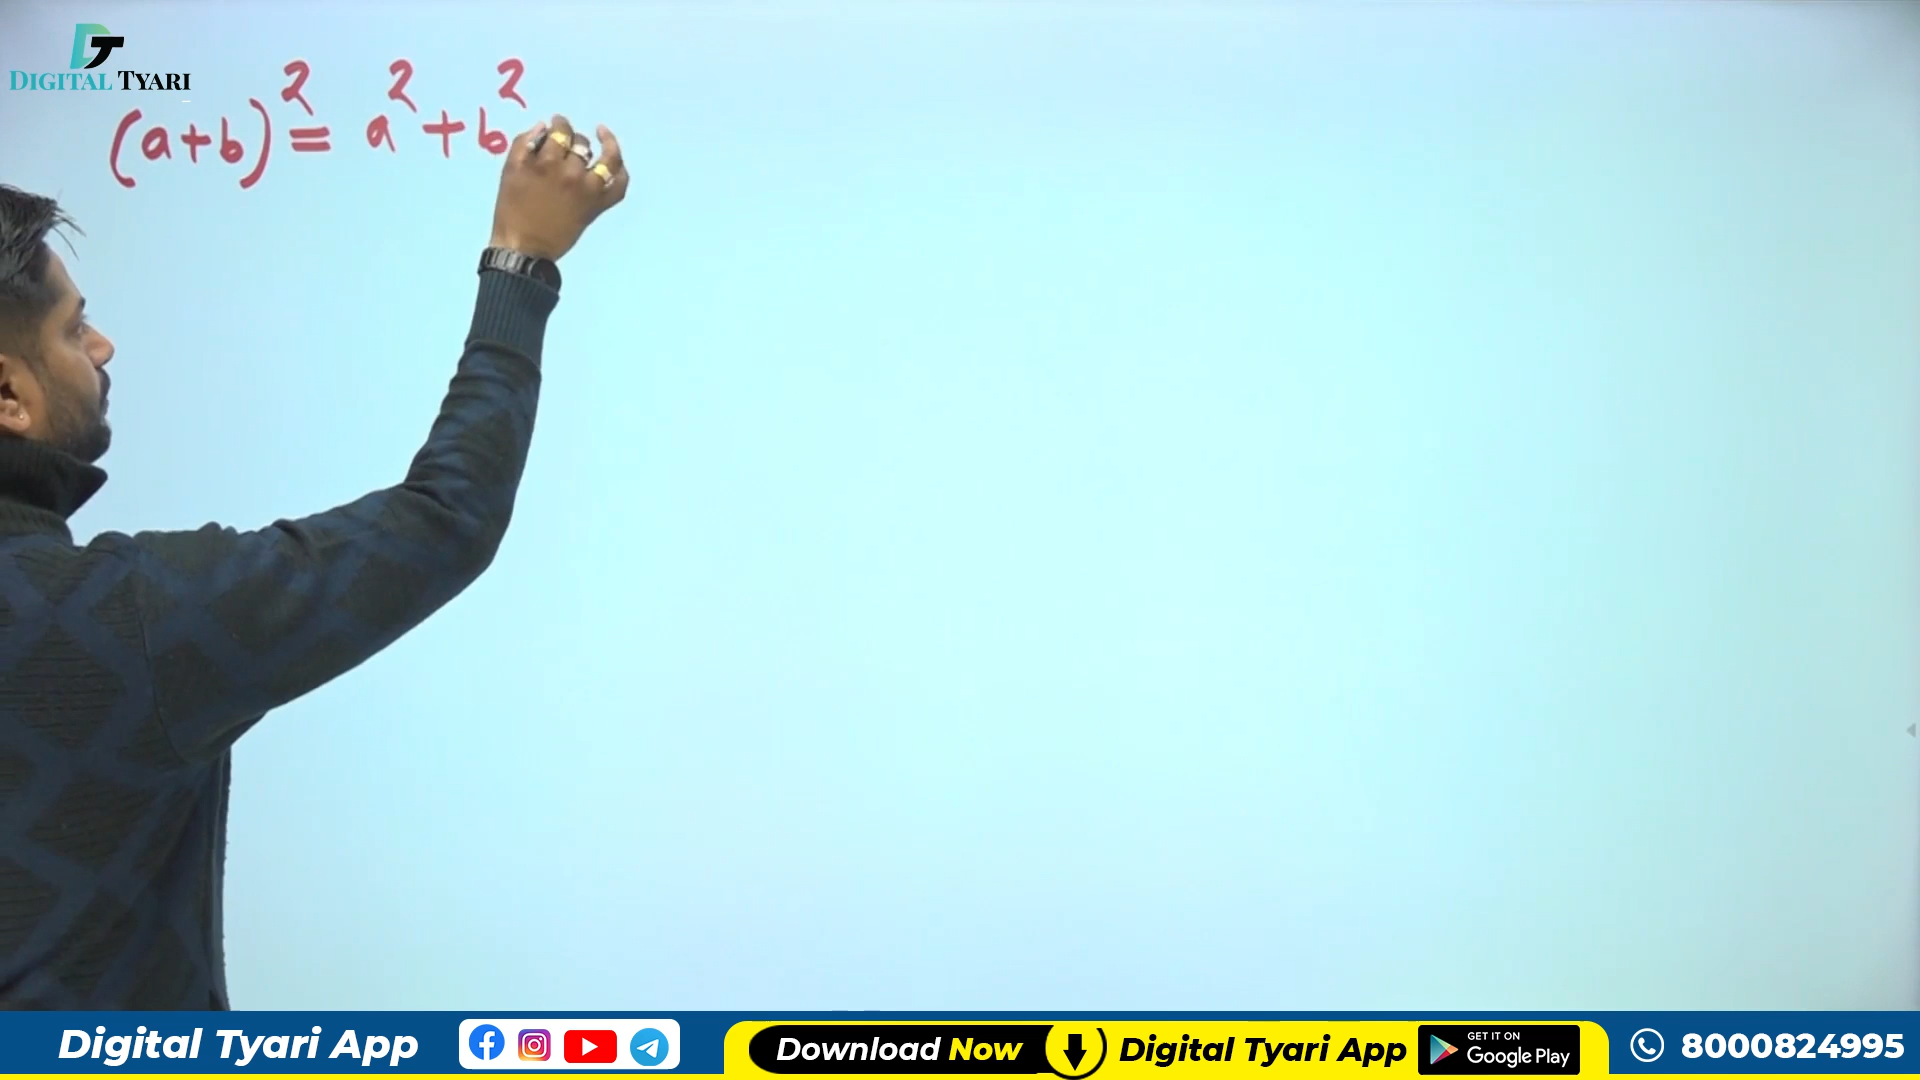 DIGITAL TYARI
(a+b)² = a² + b²
Digital Tyari App
Download Now
Digital Tyari App
GET IT ON
Google Play
8000824995